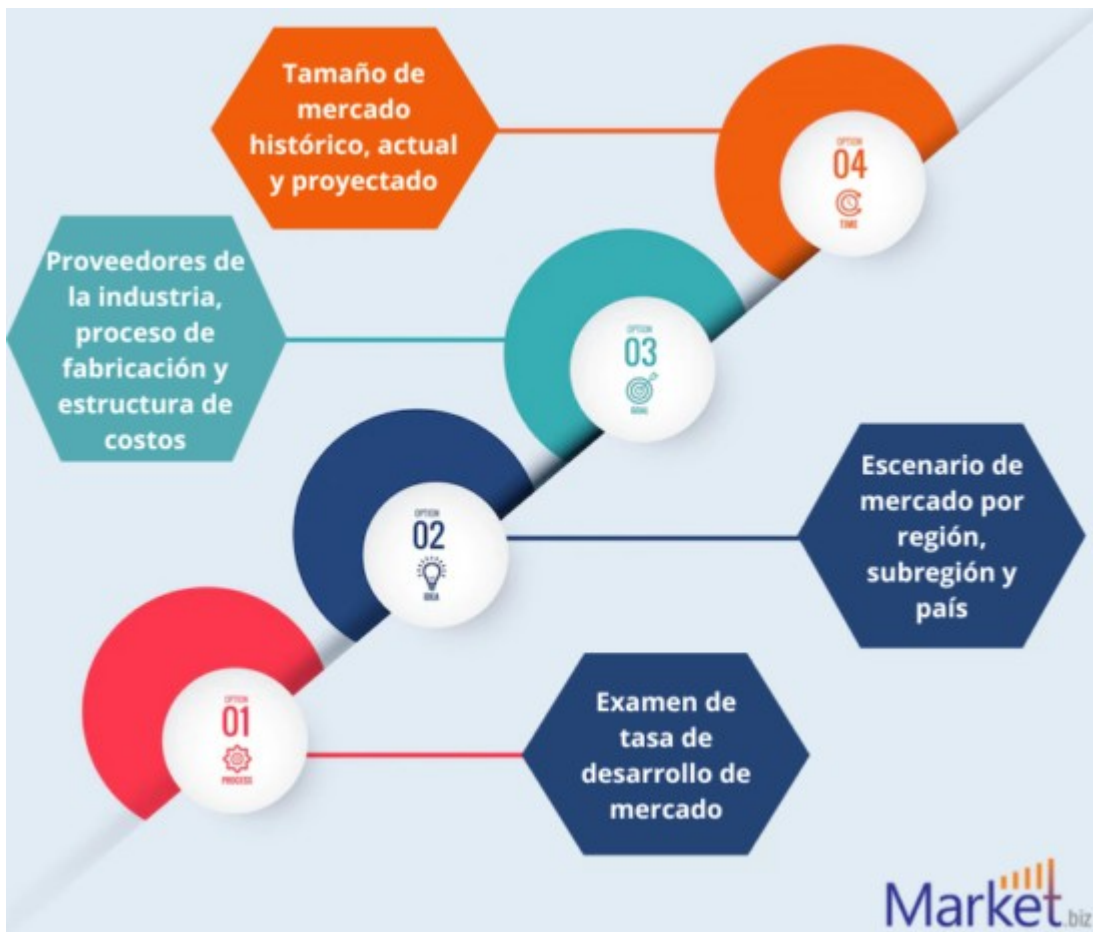 Tamaño de
mercado
histórico, actual
y proyectado
OPTION
04
TIME
Proveedores de
la industria,
proceso de
fabricación y
estructura de
costos
OPTION
03
GOAL
OPTION
02
IDEA
Escenario de
mercado por
región,
subregión y
país
OPTION
01
PROCESS
Examen de
tasa de
desarrollo de
mercado
Market.biz